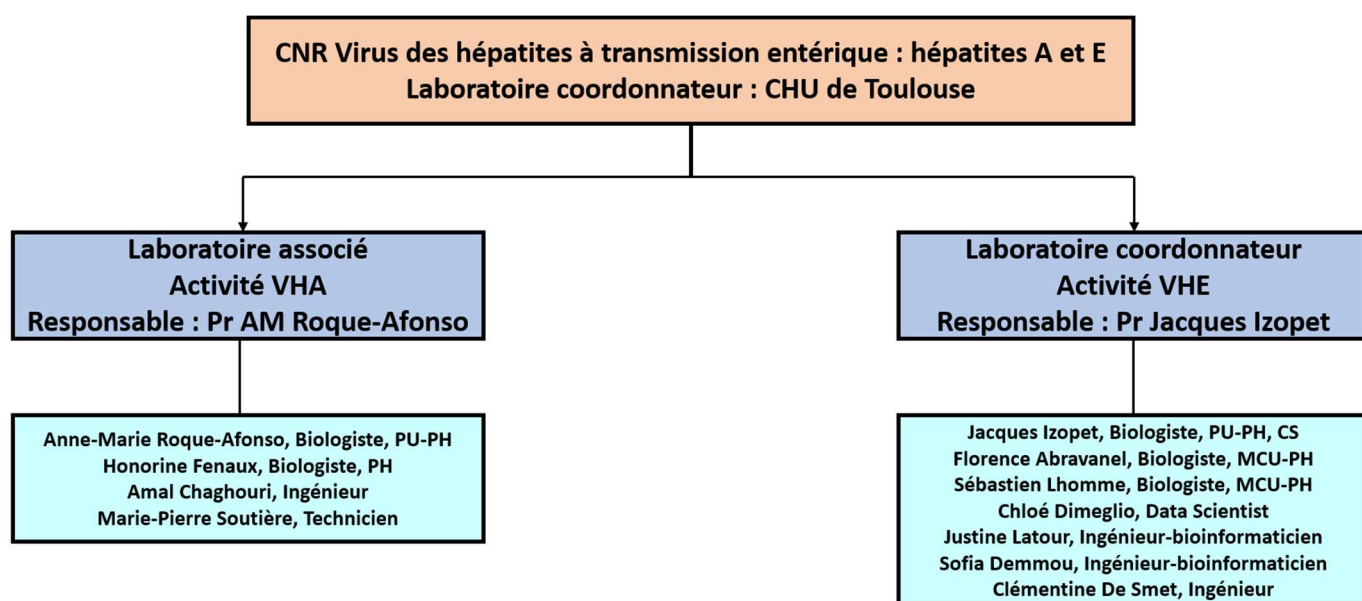 CNR Virus des hépatites à transmission entérique : hépatites A et E
Laboratoire coordonnateur : CHU de Toulouse
Laboratoire associé
Activité VHA
Responsable : Pr AM Roque-Afonso
Anne-Marie Roque-Afonso, Biologiste, PU-PH
Honorine Fenaux, Biologiste, PH
Amal Chaghouri, Ingénieur
Marie-Pierre Soutière, Technicien
Laboratoire coordonnateur
Activité VHE
Responsable : Pr Jacques Izopet
Jacques Izopet, Biologiste, PU-PH, CS
Florence Abravanel, Biologiste, MCU-PH
Sébastien Lhomme, Biologiste, MCU-PH
Chloé Dimeglio, Data Scientist
Justine Latour, Ingénieur-bioinformaticien
Sofia Demmou, Ingénieur-bioinformaticien
Clémentine De Smet, Ingénieur